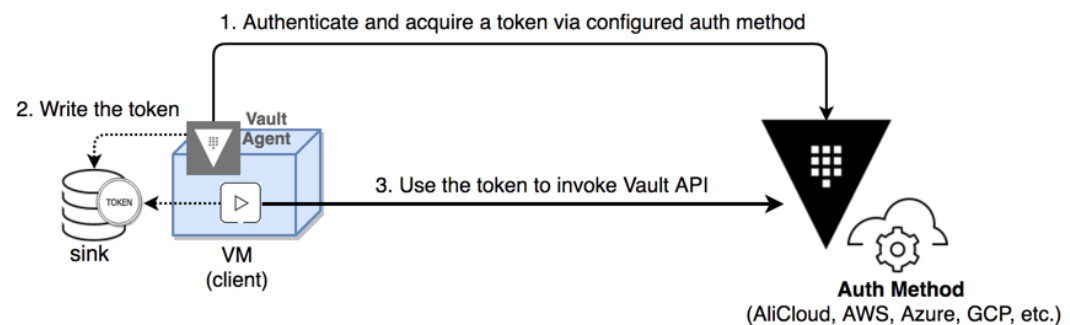 1. Authenticate and acquire a token via configured auth method
2. Write the token
Vault
Agent
3. Use the token to invoke Vault API
TOKEN
sink
VM
(client)
Auth Method
(AliCloud, AWS, Azure, GCP, etc.)